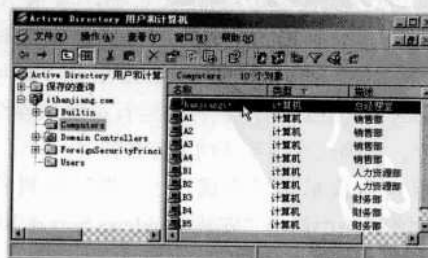 Active Directory 用户和计算机
文件(F) 操作(A) 查看(V) 窗口(W) 帮助(H)
Active Directory 用户和计算
保存的查询
ithanjiang.com
Builtin
Computers
Domain Controllers
ForeignSecurityPrinci
Users
Computers 10 个对象
名称 类型 描述
计算机
A1 计算机 销售部
A2 计算机 销售部
A3 计算机 销售部
A4 计算机 销售部
B1 计算机 人力资源部
B2 计算机 人力资源部
B3 计算机 财务部
B4 计算机 财务部
B5 计算机 财务部